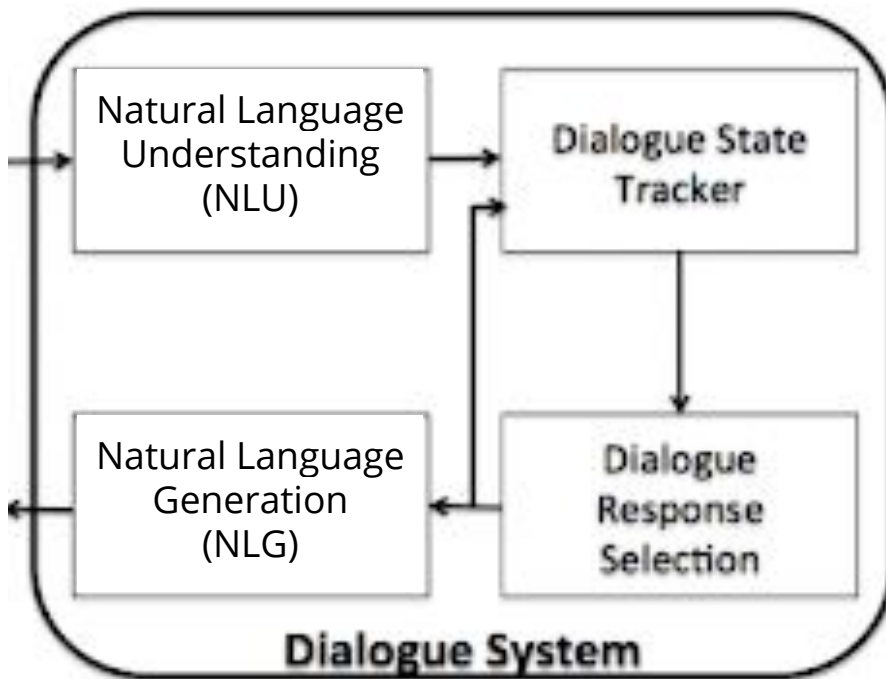 Natural Language
Understanding
(NLU)
Dialogue State
Tracker
Natural Language
Generation
(NLG)
Dialogue
Response
Selection
Dialogue System